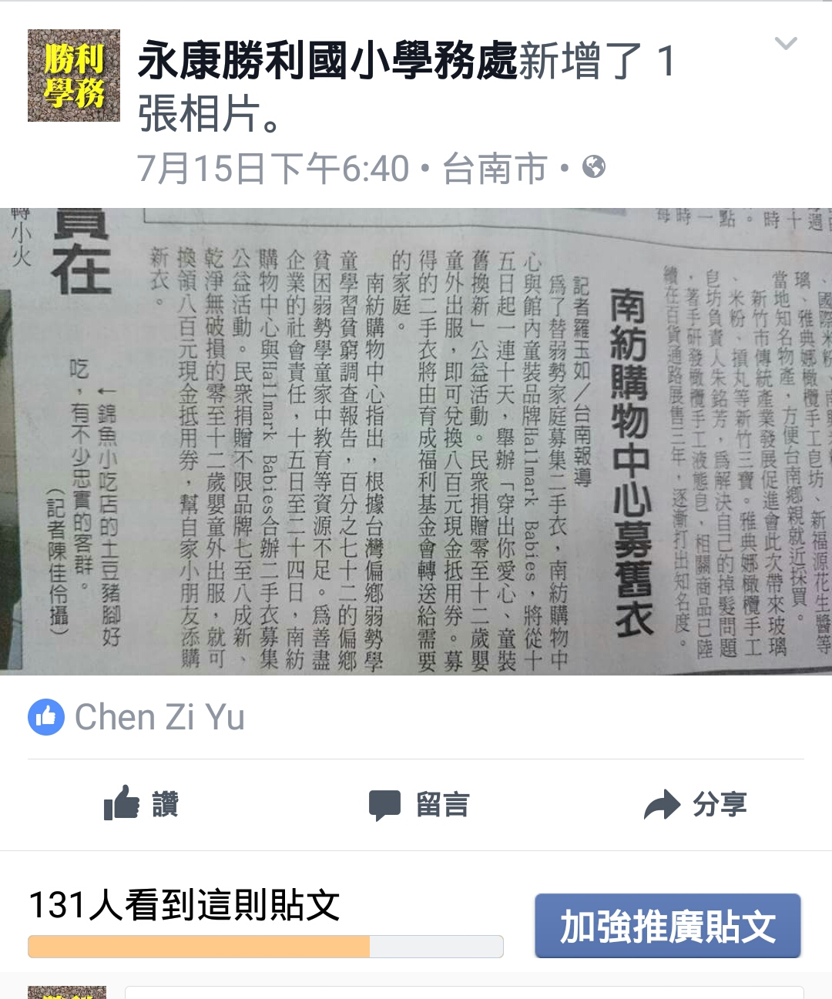 勝利
學務
永康勝利國小學務處新增了 1
張相片。
7月15日下午6:40 • 台南市 •
國際米粉
璃、雅典娜橄欖手工皂坊、新福源花生醬等
當地知名物產，方便台南鄉親就近採買。
新竹市傳統產業發展促進會此次帶來玻璃
、米粉、摃丸等新竹三寶。雅典娜橄欖手工
皂坊負責人朱銘芳，為解決自己的掉髮問題
，著手研發橄欖手工液態皂，相關商品已陸
續在百貨通路展售三年，逐漸打出知名度。
南紡購物中心募舊衣
記者羅玉如／台南報導
為了替弱勢家庭募集二手衣，南紡購物中
心與館內童裝品牌Hallmark Babies，將從十
五日起一連十天，舉辦「穿出你愛心、童裝
舊換新」公益活動。民眾捐贈零至十二歲嬰
童外出服，即可兌換八百元現金抵用券。募
得的二手衣將由育成福利基金會轉送給需要
的家庭。
南紡購物中心指出，根據台灣偏鄉弱勢學
童學習貧窮調查報告，百分之七十二的偏鄉
貧困弱勢學童家中教育等資源不足。為善盡
企業的社會責任，十五日至二十四日，南紡
購物中心與Hallmark Babies合辦二手衣募集
公益活動。民眾捐贈不限品牌七至八成新、
乾淨無破損的零至十二歲嬰童外出服，就可
換領八百元現金抵用券，幫自家小朋友添購
新衣。
←錦魚小吃店的土豆豬腳好
吃，有不少忠實的客群。
（記者陳佳伶攝）
實在
轉小火
Chen Zi Yu
讚
留言
分享
131人看到這則貼文
加強推廣貼文